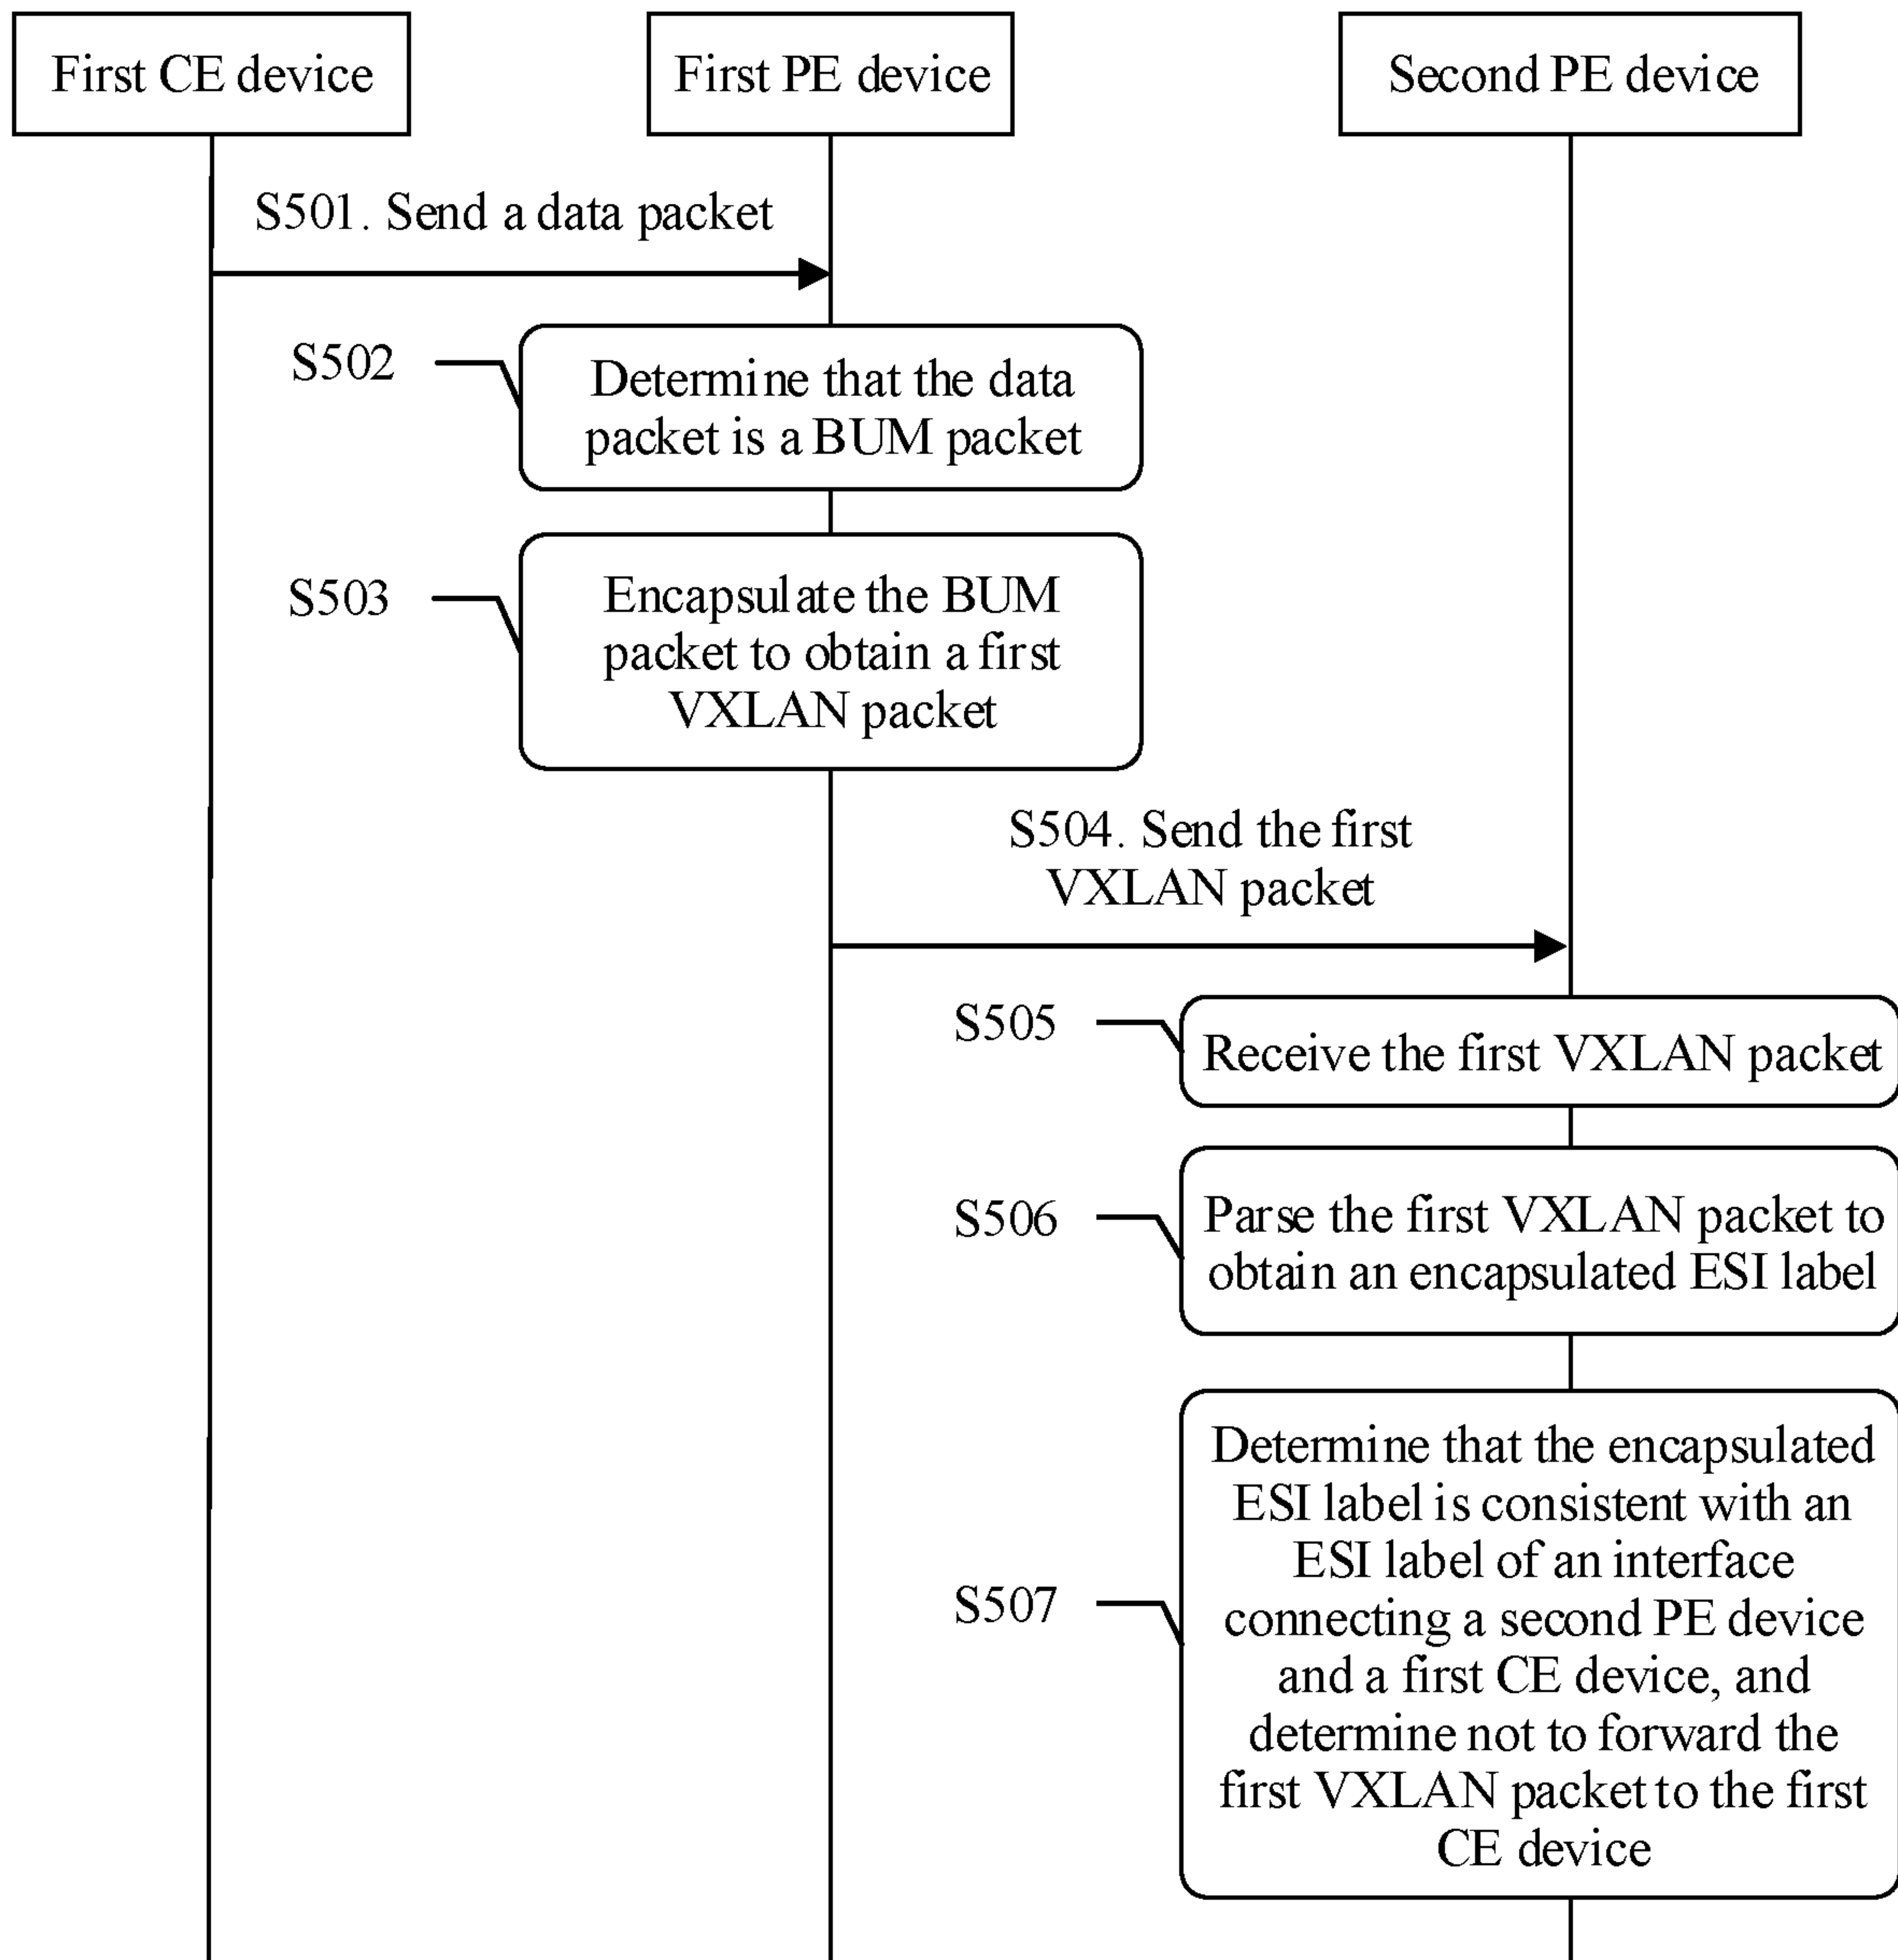 First CE device
First PE device
Second PE device
S501. Send a data packet
S502
Determine that the data
packet is a BUM packet
S503
Encapsulate the BUM
packet to obtain a first
VXLAN packet
S504. Send the first
VXLAN packet
S505
Receive the first VXLAN packet
S506
Parse the first VXLAN packet to
obtain an encapsulated ESI label
S507
Determine that the encapsulated
ESI label is consistent with an
ESI label of an interface
connecting a second PE device
and a first CE device, and
determine not to forward the
first VXLAN packet to the first
CE device